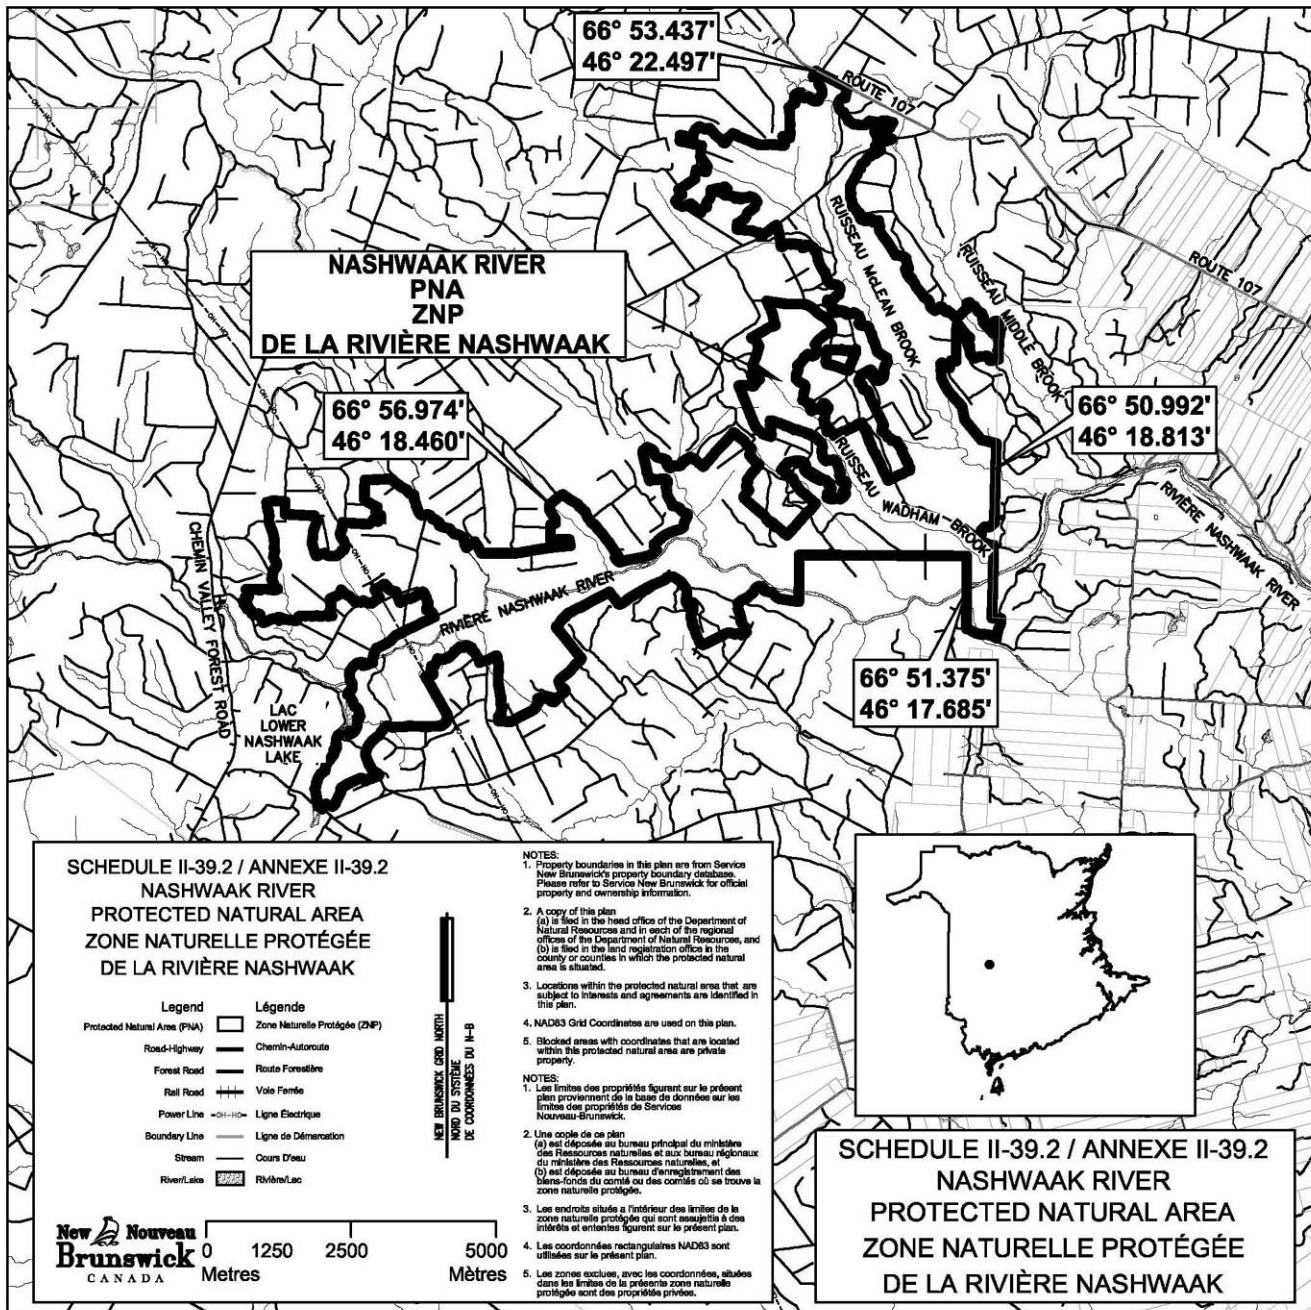 66° 53.437'
46° 22.497'
ROUTE 107
ROUTE 107
NASHWAAK RIVER
PNA
ZNP
DE LA RIVIÈRE NASHWAAK
RUISSEAU McLEAN BROOK
RUISSEAU MIDDLE BROOK
66° 56.974'
46° 18.460'
66° 50.992'
46° 18.813'
RUISSEAU WADHAM BROOK
RIVIÈRE NASHWAAK RIVER
RIVIÈRE NASHWAAK RIVER
CHEMIN VALLEY FOREST ROAD
66° 51.375'
46° 17.685'
LAC
LOWER
NASHWAAK
LAKE
SCHEDULE II-39.2 / ANNEXE II-39.2
NASHWAAK RIVER
PROTECTED NATURAL AREA
ZONE NATURELLE PROTÉGÉE
DE LA RIVIÈRE NASHWAAK
Legend Légende
Protected Natural Area (PNA) Zone Naturelle Protégée (ZNP)
Road-Highway Chemin-Autoroute
Forest Road Route Forestière
Rail Road Voie Ferrée
Power Line -OH-HO- Ligne Électrique
Boundary Line Ligne de Démarcation
Stream Cours D'eau
River/Lake Rivière/Lac
NEW BRUNSWICK GRID NORTH
NORD DU SYSTÈME
DE COORDONNÉES DU N-B
New Nouveau
Brunswick
CANADA
0 1250 2500 5000
Metres Mètres
NOTES:
1. Property boundaries in this plan are from Service
New Brunswick's property boundary database.
Please refer to Service New Brunswick for official
property and ownership information.
2. A copy of this plan
(a) is filed in the head office of the Department of
Natural Resources and in each of the regional
offices of the Department of Natural Resources, and
(b) is filed in the land registration office in the
county or counties in which the protected natural
area is situated.
3. Locations within the protected natural area that are
subject to interests and agreements are identified in
this plan.
4. NAD83 Grid Coordinates are used on this plan.
5. Blocked areas with coordinates that are located
within this protected natural area are private
property.
NOTES:
1. Les limites des propriétés figurant sur le présent
plan proviennent de la base de données sur les
limites des propriétés de Services
Nouveau-Brunswick.
2. Une copie de ce plan
(a) est déposée au bureau principal du ministère
des Ressources naturelles et aux bureau régionaux
du ministère des Ressources naturelles, et
(b) est déposée au bureau d'enregistrement des
biens-fonds du comté ou des comtés où se trouve la
zone naturelle protégée.
3. Les endroits situés a l'intérieur des limites de la
zone naturelle protégée qui sont assujettis à des
intérêts et ententes figurent sur le présent plan.
4. Les coordonnées rectangulaires NAD83 sont
utilisées sur le présent plan.
5. Les zones exclues, avec les coordonnées, situées
dans les limites de la présente zone naturelle
protégée sont des propriétés privées.
SCHEDULE II-39.2 / ANNEXE II-39.2
NASHWAAK RIVER
PROTECTED NATURAL AREA
ZONE NATURELLE PROTÉGÉE
DE LA RIVIÈRE NASHWAAK